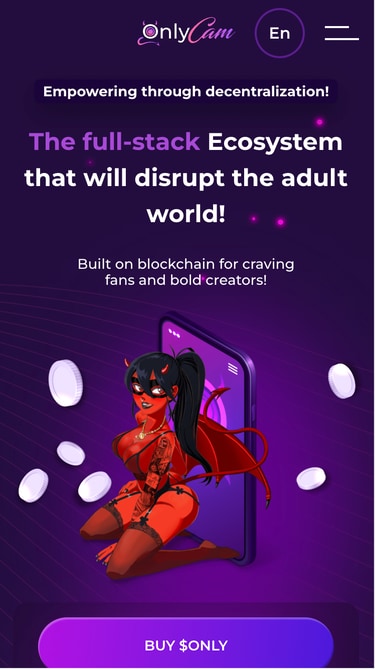 OnlyCam
En
Empowering through decentralization!
The full-stack Ecosystem
that will disrupt the adult
world!
Built on blockchain for craving
fans and bold creators!
BUY $ONLY